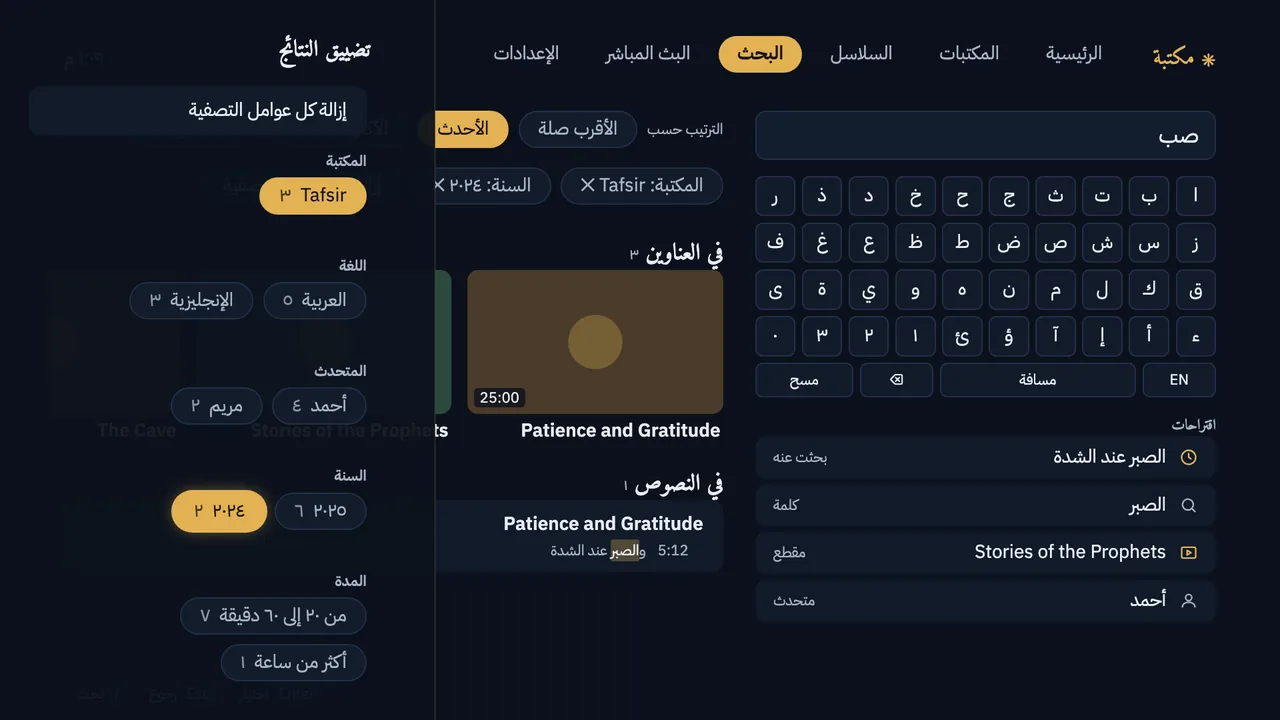 مكتبة
الرئيسية
المكتبات
السلاسل
البحث
البث المباشر
الإعدادات
صب
ا ب ت ث ج ح خ د ذ ر
ز س ش ص ض ط ظ ع غ ف
ق ك ل م ن ه و ي ة ى
ء أ إ آ ؤ ئ ١ ٢ ٣ ٠
EN مسافة مسح
اقتراحات
الصبر عند الشدة بحثت عنه
الصبر كلمة
Stories of the Prophets مقطع
أحمد متحدث
الترتيب حسب الأقرب صلة الأحدث
المكتبة: Tafsir السنة: ٢٠٢٤
في العناوين ٣
25:00
Patience and Gratitude
Stories of the Prophets
The Cave
في النصوص ١
Patience and Gratitude
5:12 والصبر عند الشدة
تضييق النتائج
إزالة كل عوامل التصفية
المكتبة
Tafsir ٣
اللغة
العربية ٥ الإنجليزية ٣
المتحدث
أحمد ٤ مريم ٢
السنة
٢٠٢٥ ٦ ٢٠٢٤ ٢
المدة
من ٢٠ إلى ٦٠ دقيقة ٧
أكثر من ساعة ١